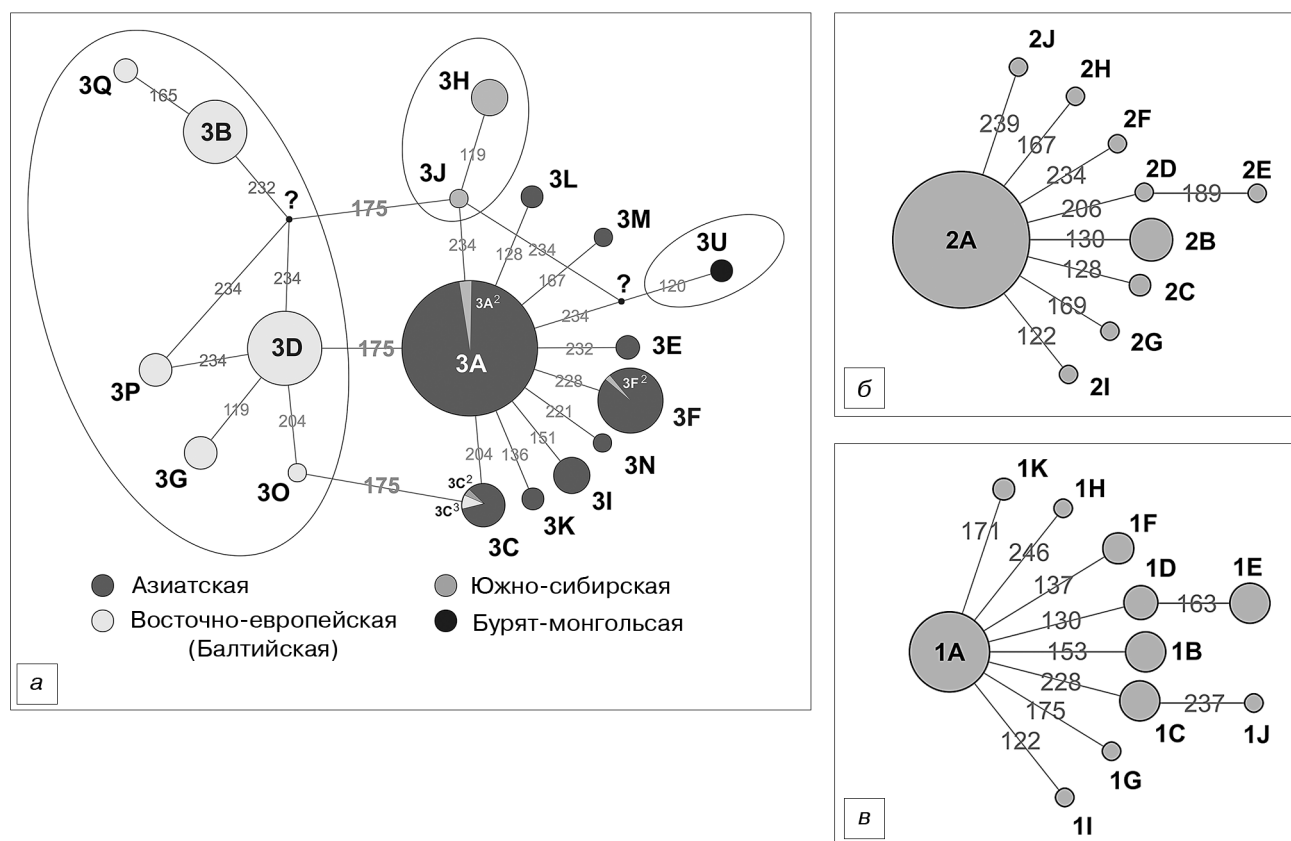 3Q
165
3B
232
?
175
234
234
3D
3P
234
119
204
3G
3O
175
175
3H
119
3J
234
3L
128
3M
167
234
3U
?
120
234
3A²
3A
232
3E
228
3F²
3F
221
3N
151
3I
136
3K
204
3C²
3C³
3C
Азиатская
Восточно-европейская
(Балтийская)
Южно-сибирская
Бурят-монгольсая
а
2J
239
2H
167
2F
234
2D
206
189
2E
2A
130
2B
128
2C
169
2G
122
2I
б
1K
171
1H
246
1F
137
1D
130
163
1E
1A
153
1B
228
1C
237
1J
175
1G
122
1I
в